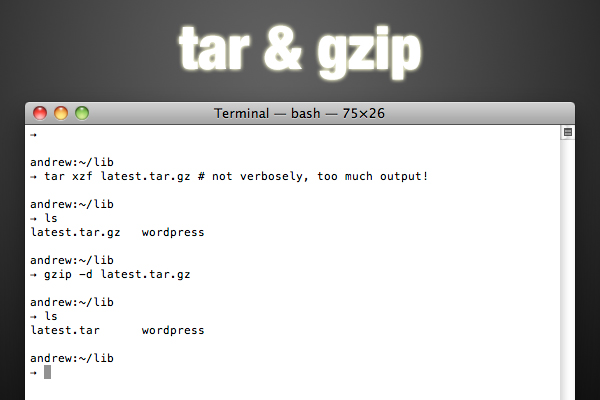 tar & gzip
Terminal — bash — 75×26
→
andrew:~/lib
→ tar xzf latest.tar.gz # not verbosely, too much output!
andrew:~/lib
→ ls
latest.tar.gz   wordpress
andrew:~/lib
→ gzip -d latest.tar.gz
andrew:~/lib
→ ls
latest.tar      wordpress
andrew:~/lib
→